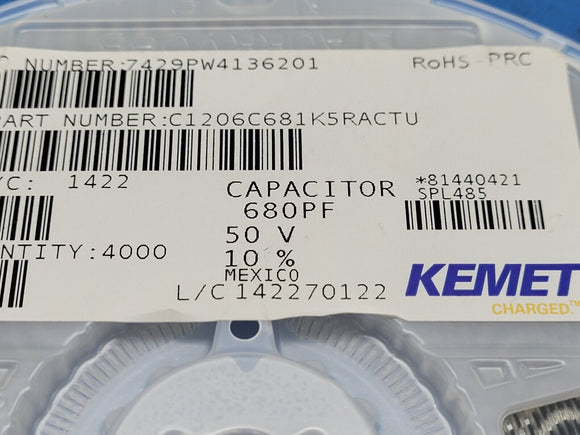 C NUMBER:7429PW4136201
RoHS-PRC
PART NUMBER:C1206C681K5RACTU
/C: 1422
CAPACITOR
680PF
50 V
10 %
MEXICO
*81440421
SPL485
NTITY:4000
L/C 142270122
KEMET
CHARGED.™